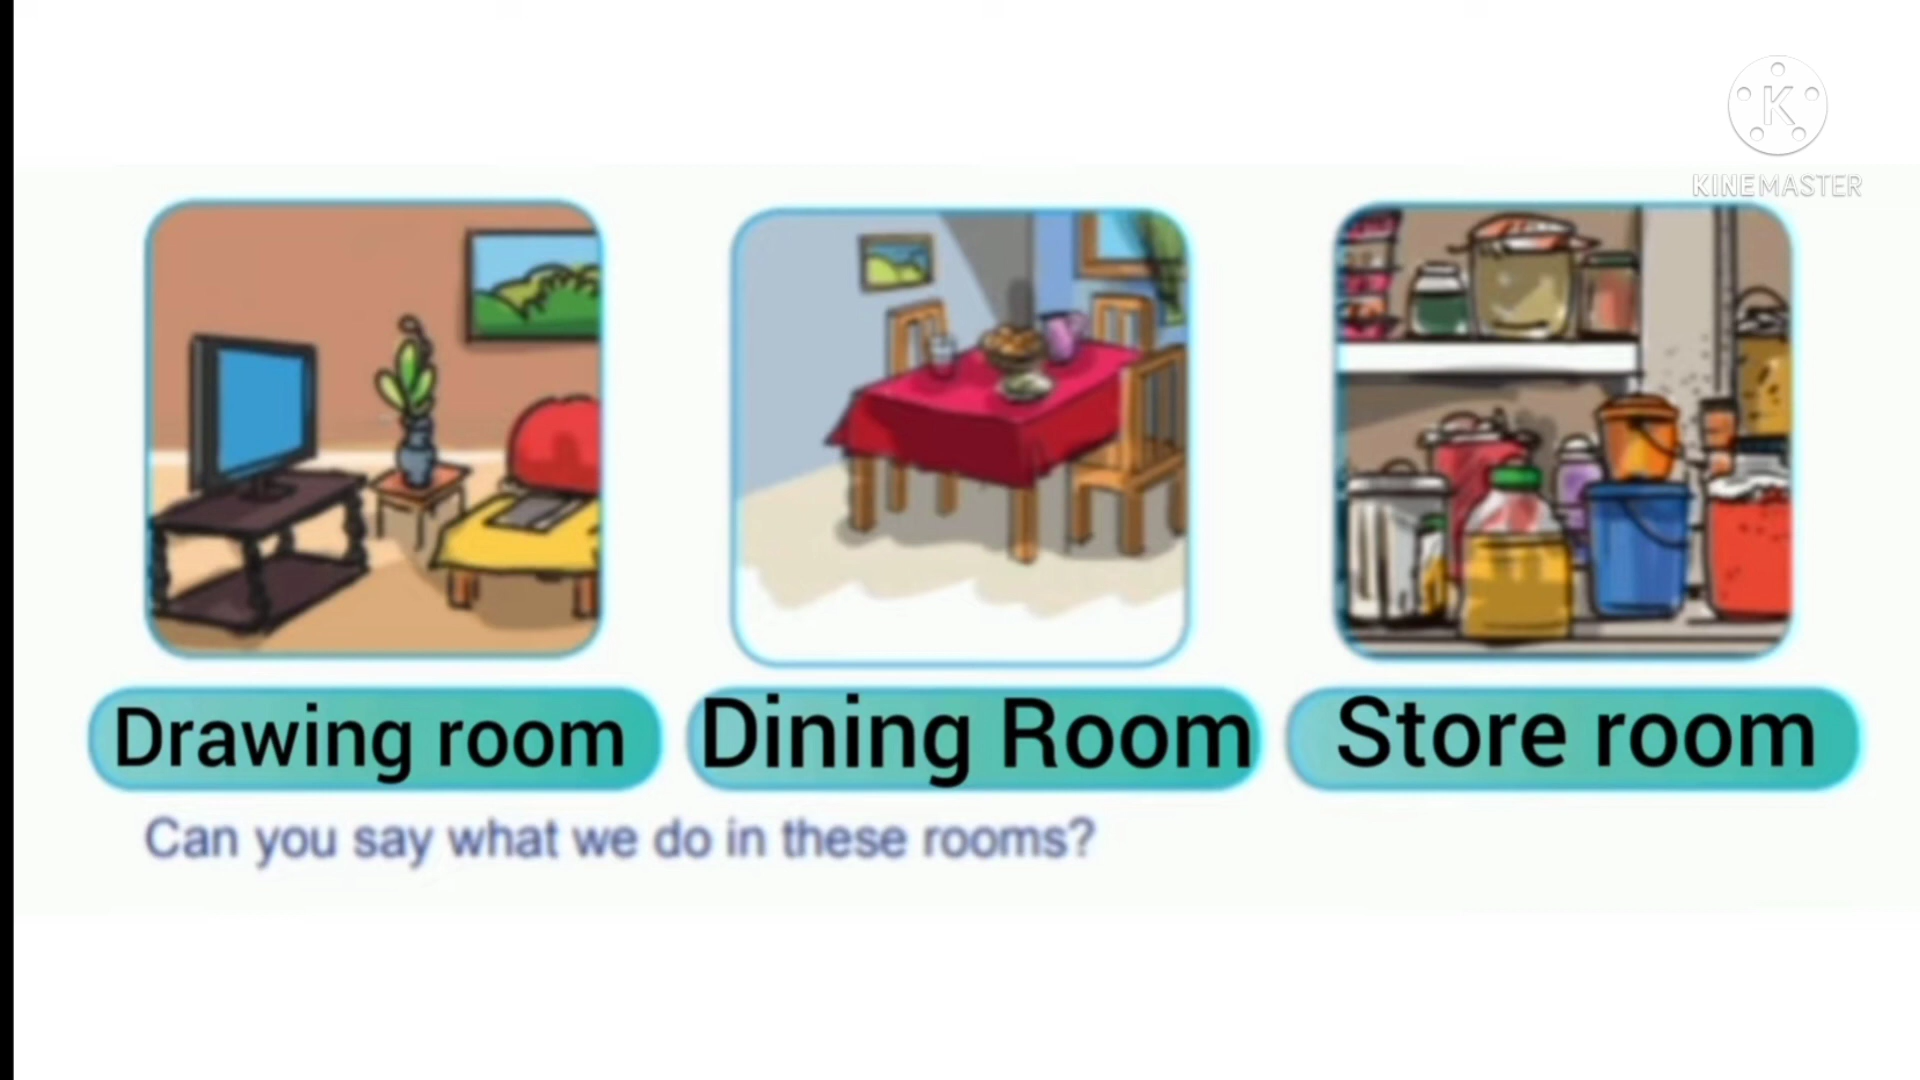 K
KINEMASTER
Drawing room
Dining Room
Store room
Can you say what we do in these rooms?